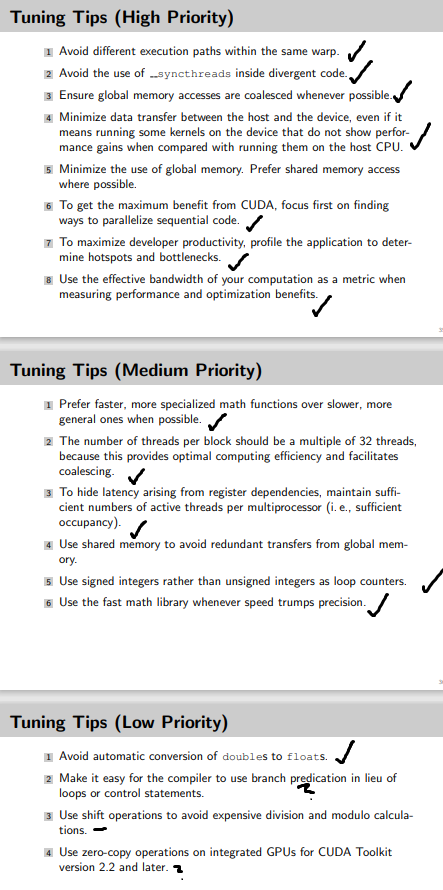 Tuning Tips (High Priority)
1 Avoid different execution paths within the same warp.
2 Avoid the use of __syncthreads inside divergent code.
3 Ensure global memory accesses are coalesced whenever possible.
4 Minimize data transfer between the host and the device, even if it
means running some kernels on the device that do not show perfor-
mance gains when compared with running them on the host CPU.
5 Minimize the use of global memory. Prefer shared memory access
where possible.
6 To get the maximum benefit from CUDA, focus first on finding
ways to parallelize sequential code.
7 To maximize developer productivity, profile the application to deter-
mine hotspots and bottlenecks.
8 Use the effective bandwidth of your computation as a metric when
measuring performance and optimization benefits.
Tuning Tips (Medium Priority)
1 Prefer faster, more specialized math functions over slower, more
general ones when possible.
2 The number of threads per block should be a multiple of 32 threads,
because this provides optimal computing efficiency and facilitates
coalescing.
3 To hide latency arising from register dependencies, maintain suffi-
cient numbers of active threads per multiprocessor (i. e., sufficient
occupancy).
4 Use shared memory to avoid redundant transfers from global mem-
ory.
5 Use signed integers rather than unsigned integers as loop counters.
6 Use the fast math library whenever speed trumps precision.
Tuning Tips (Low Priority)
1 Avoid automatic conversion of doubles to floats.
2 Make it easy for the compiler to use branch predication in lieu of
loops or control statements.
3 Use shift operations to avoid expensive division and modulo calcula-
tions.
4 Use zero-copy operations on integrated GPUs for CUDA Toolkit
version 2.2 and later.